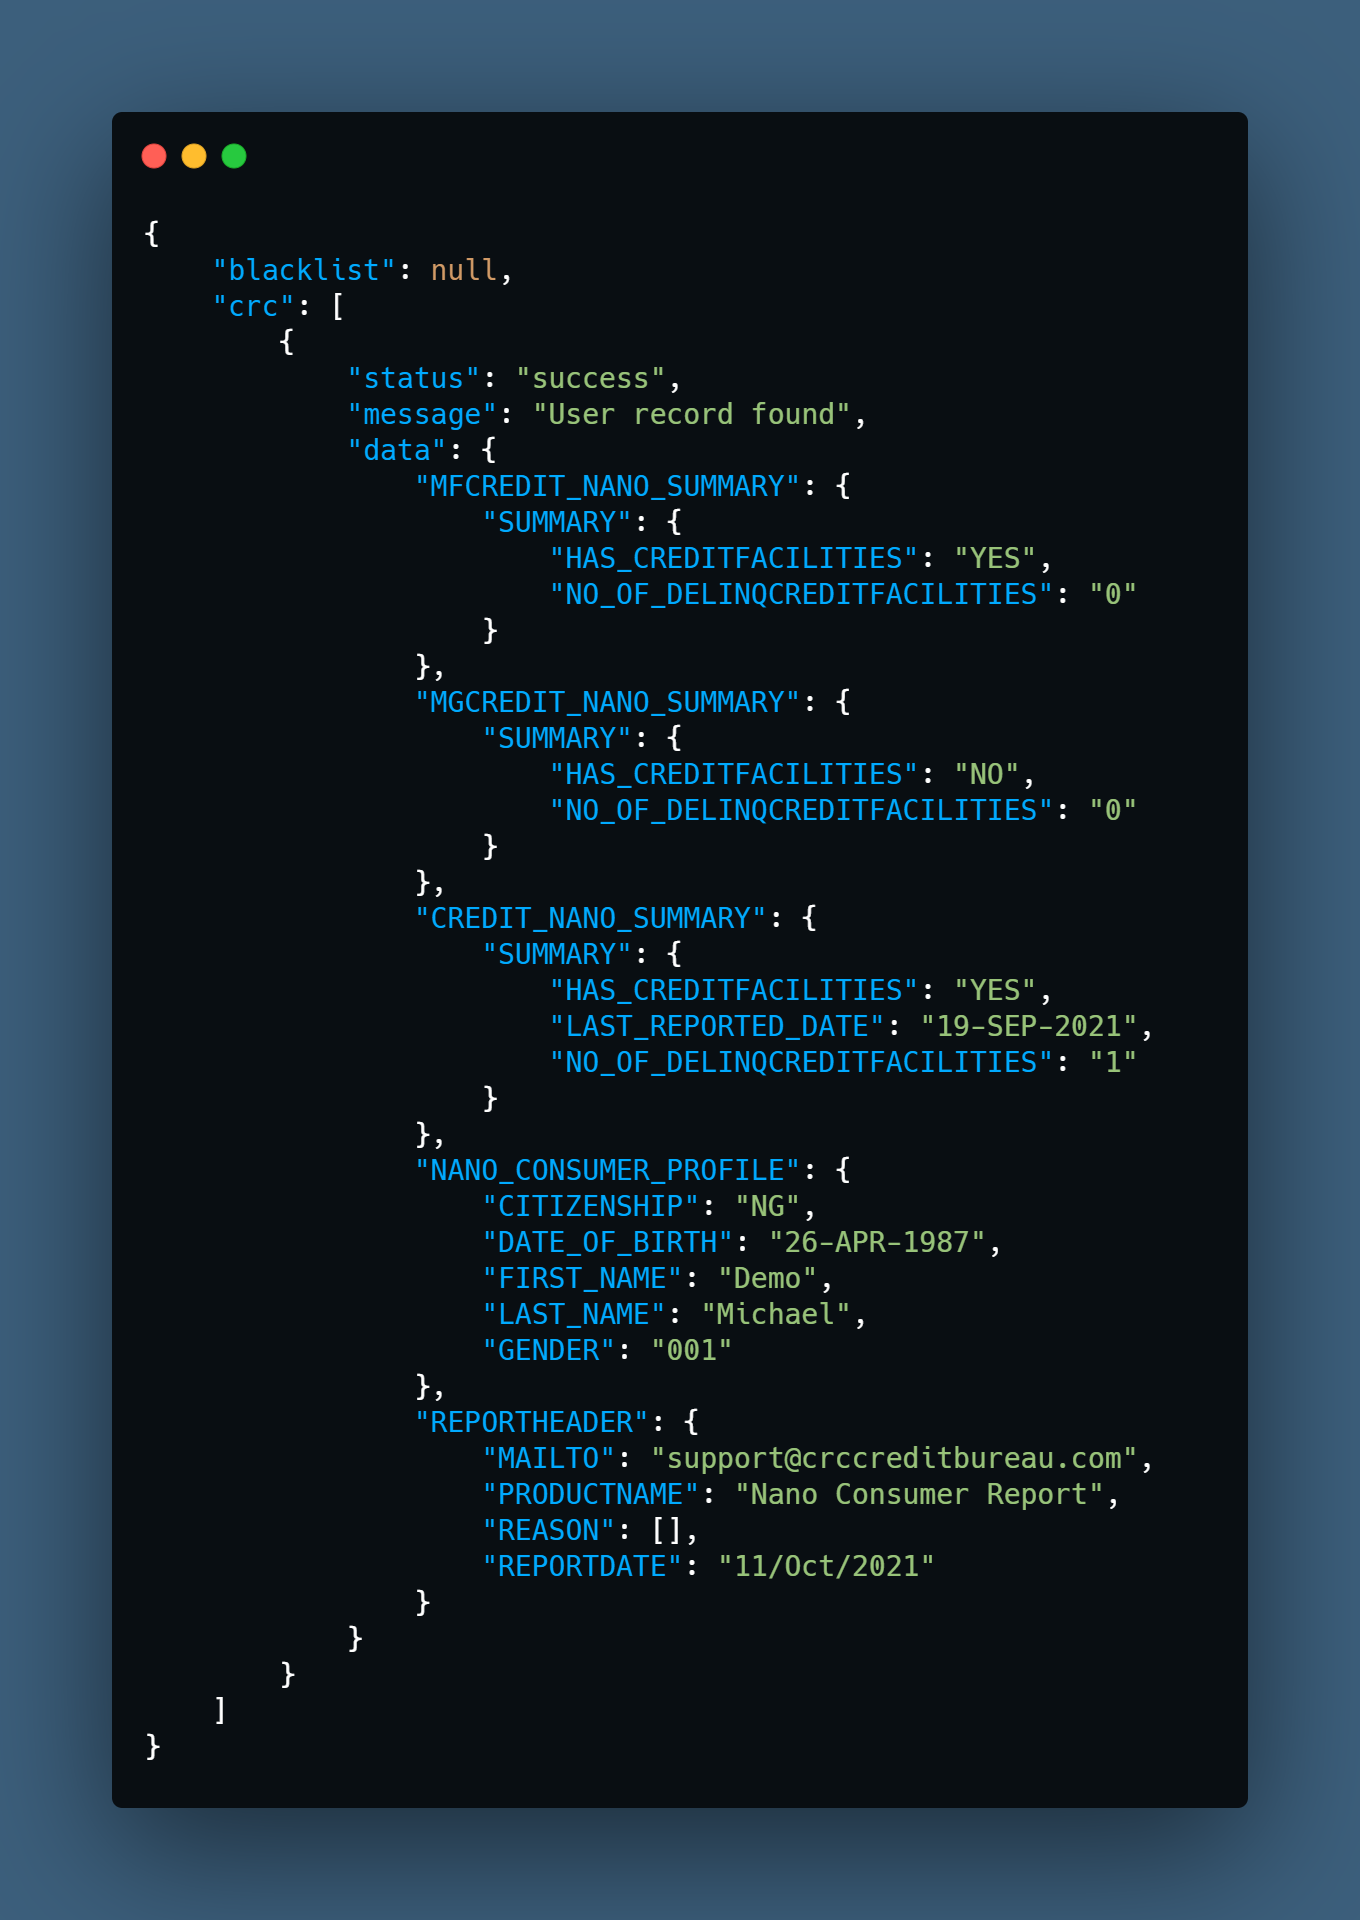 {
    "blacklist": null,
    "crc": [
        {
            "status": "success",
            "message": "User record found",
            "data": {
                "MFCREDIT_NANO_SUMMARY": {
                    "SUMMARY": {
                        "HAS_CREDITFACILITIES": "YES",
                        "NO_OF_DELINQCREDITFACILITIES": "0"
                    }
                },
                "MGCREDIT_NANO_SUMMARY": {
                    "SUMMARY": {
                        "HAS_CREDITFACILITIES": "NO",
                        "NO_OF_DELINQCREDITFACILITIES": "0"
                    }
                },
                "CREDIT_NANO_SUMMARY": {
                    "SUMMARY": {
                        "HAS_CREDITFACILITIES": "YES",
                        "LAST_REPORTED_DATE": "19-SEP-2021",
                        "NO_OF_DELINQCREDITFACILITIES": "1"
                    }
                },
                "NANO_CONSUMER_PROFILE": {
                    "CITIZENSHIP": "NG",
                    "DATE_OF_BIRTH": "26-APR-1987",
                    "FIRST_NAME": "Demo",
                    "LAST_NAME": "Michael",
                    "GENDER": "001"
                },
                "REPORTHEADER": {
                    "MAILTO": "support@crccreditbureau.com",
                    "PRODUCTNAME": "Nano Consumer Report",
                    "REASON": [],
                    "REPORTDATE": "11/Oct/2021"
                }
            }
        }
    ]
}